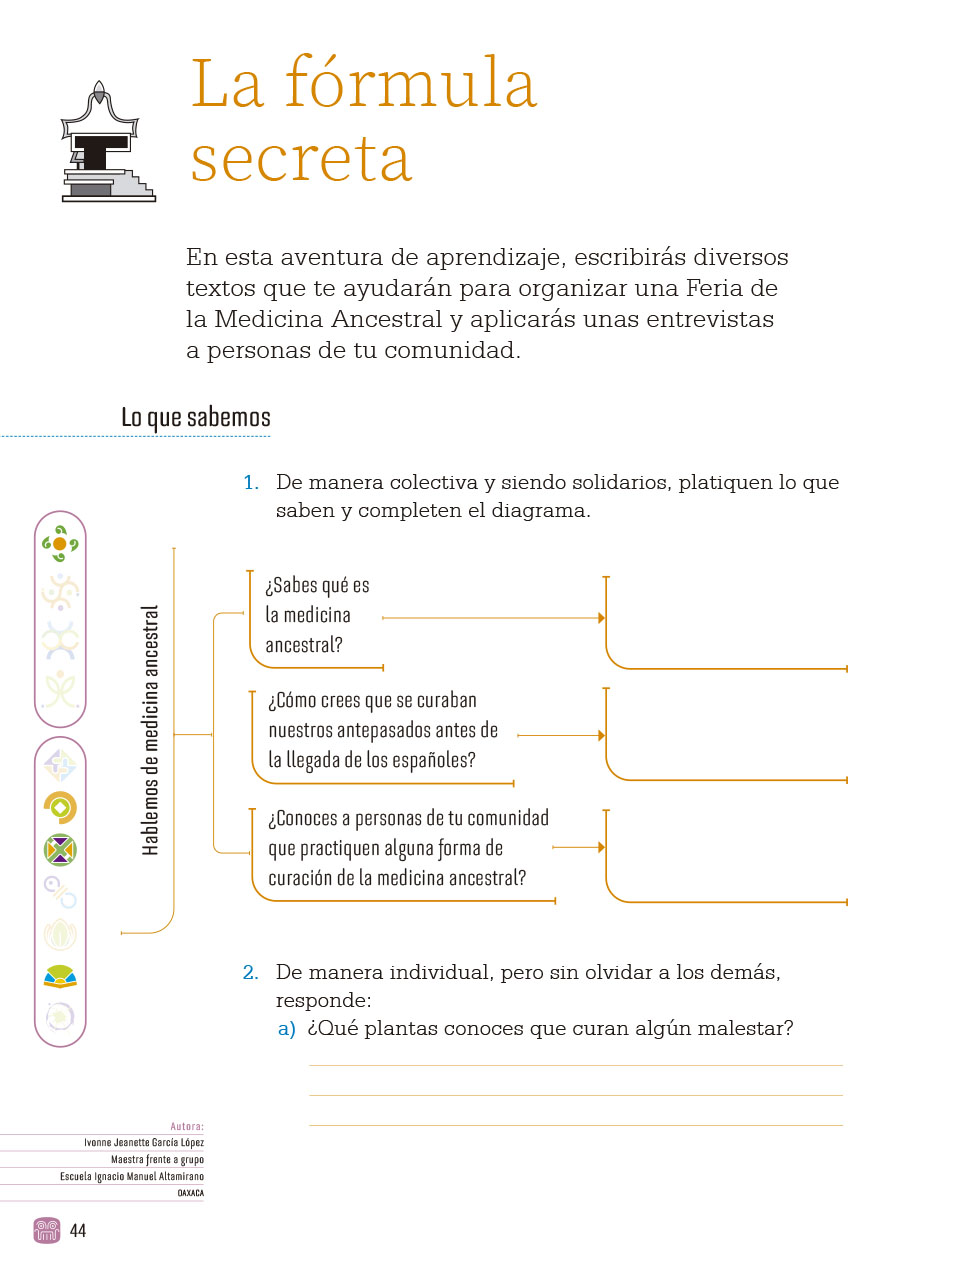 La fórmula
secreta
En esta aventura de aprendizaje, escribirás diversos
textos que te ayudarán para organizar una Feria de
la Medicina Ancestral y aplicarás unas entrevistas
a personas de tu comunidad.
Lo que sabemos
1. De manera colectiva y siendo solidarios, platiquen lo que
saben y completen el diagrama.
Hablemos de medicina ancestral
¿Sabes qué es
la medicina
ancestral?
¿Cómo crees que se curaban
nuestros antepasados antes de
la llegada de los españoles?
¿Conoces a personas de tu comunidad
que practiquen alguna forma de
curación de la medicina ancestral?
2. De manera individual, pero sin olvidar a los demás,
responde:
a) ¿Qué plantas conoces que curan algún malestar?
Autora:
Ivonne Jeanette García López
Maestra frente a grupo
Escuela Ignacio Manuel Altamirano
OAXACA
44